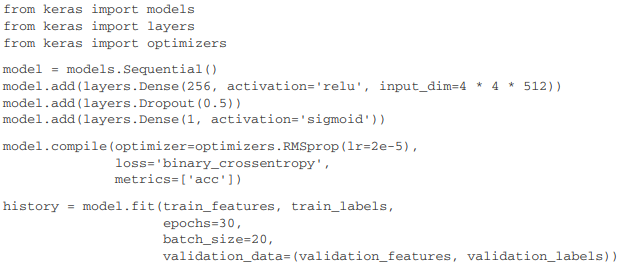 from keras import models
from keras import layers
from keras import optimizers
model = models.Sequential()
model.add(layers.Dense(256, activation='relu', input_dim=4 * 4 * 512))
model.add(layers.Dropout(0.5))
model.add(layers.Dense(1, activation='sigmoid'))
model.compile(optimizer=optimizers.RMSprop(lr=2e-5),
              loss='binary_crossentropy',
              metrics=['acc'])
history = model.fit(train_features, train_labels,
                    epochs=30,
                    batch_size=20,
                    validation_data=(validation_features, validation_labels))